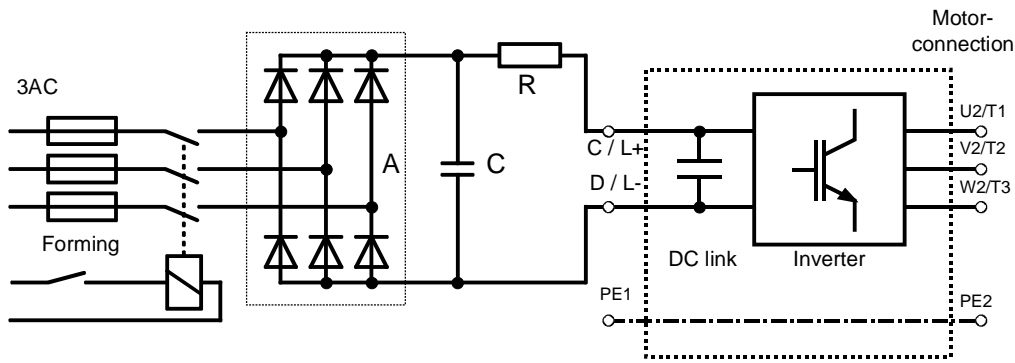 Motor-
connection
3AC
U2/T1
R
C / L+
V2/T2
A
C
D / L-
W2/T3
Forming
DC link
Inverter
PE1
PE2